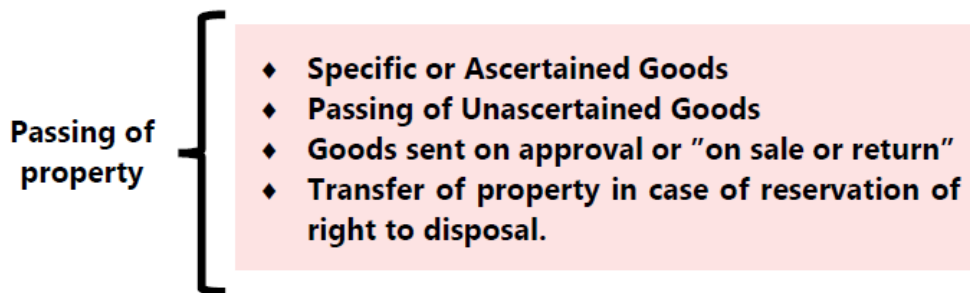 Passing of
property
♦ Specific or Ascertained Goods
♦ Passing of Unascertained Goods
♦ Goods sent on approval or ”on sale or return”
♦ Transfer of property in case of reservation of
right to disposal.